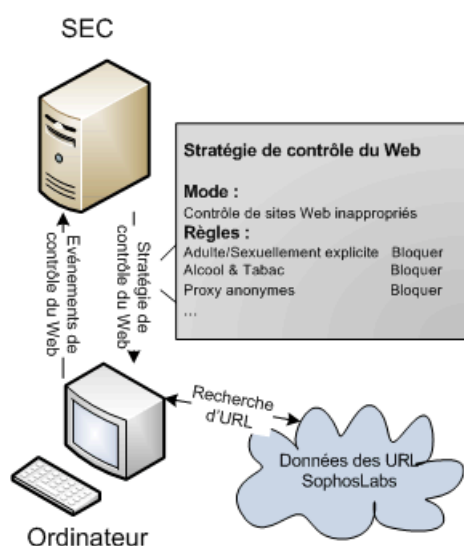 SEC
Stratégie de contrôle du Web
Mode :
Contrôle de sites Web inappropriés
Règles :
Adulte/Sexuellement explicite Bloquer
Alcool & Tabac Bloquer
Proxy anonymes Bloquer
...
Evénements de
contrôle du Web
Stratégie de
contrôle du Web
Recherche
d'URL
Données des URL
SophosLabs
Ordinateur